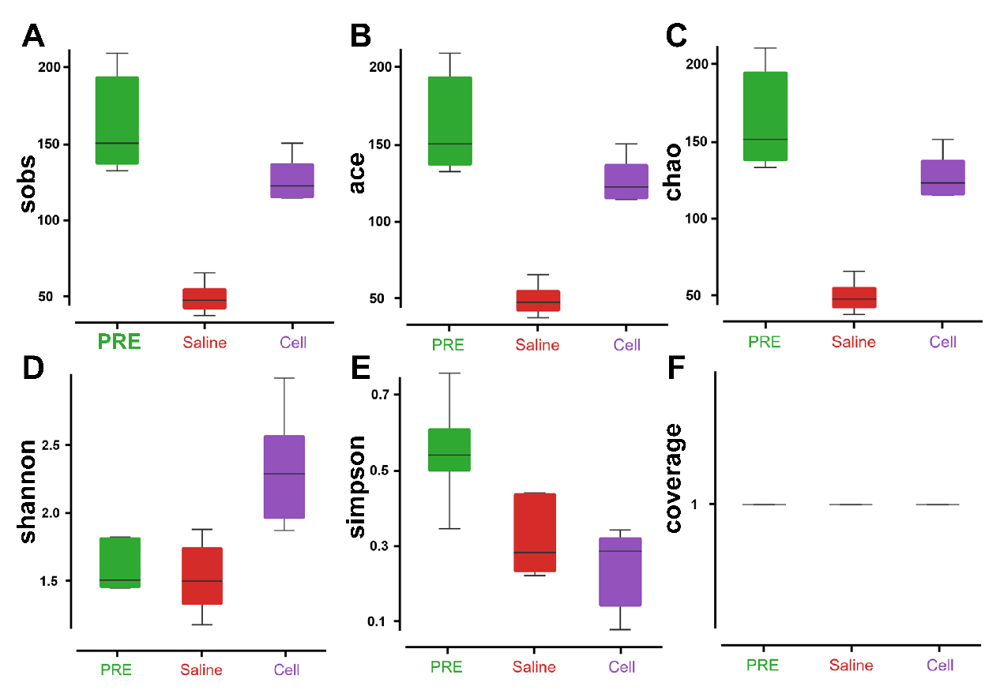 A
sobs
200
150
100
50
PRE Saline Cell
B
ace
200
150
100
50
PRE Saline Cell
C
chao
200
150
100
50
PRE Saline Cell
D
shannon
2.5
2.0
1.5
PRE Saline Cell
E
simpson
0.7
0.5
0.3
0.1
PRE Saline Cell
F
coverage
1
PRE Saline Cell